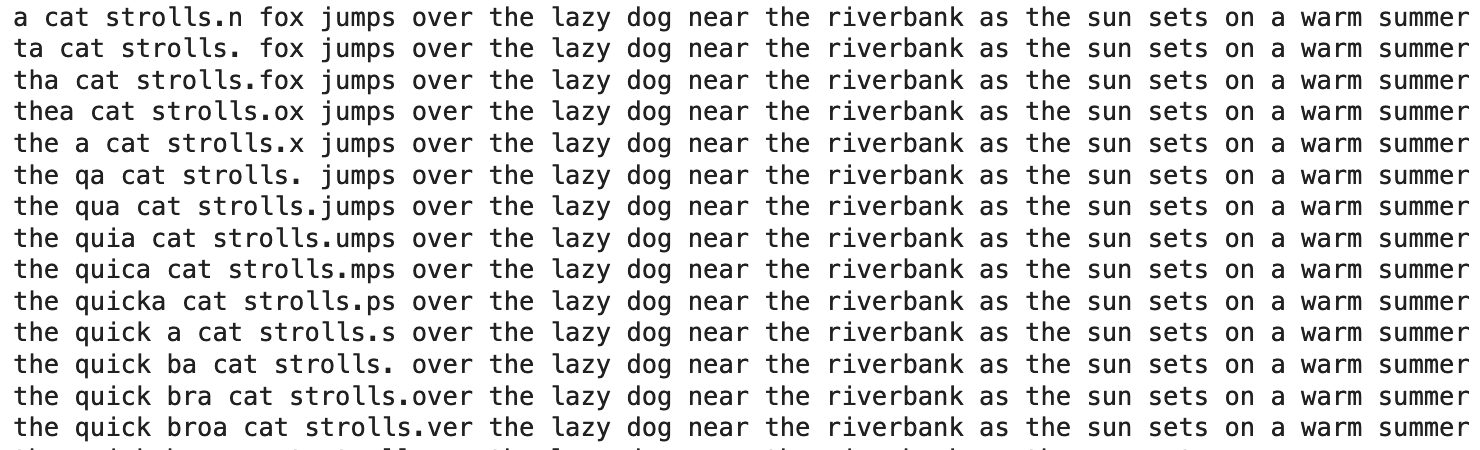 a cat strolls.n fox jumps over the lazy dog near the riverbank as the sun sets on a warm summer
ta cat strolls. fox jumps over the lazy dog near the riverbank as the sun sets on a warm summer
tha cat strolls.fox jumps over the lazy dog near the riverbank as the sun sets on a warm summer
thea cat strolls.ox jumps over the lazy dog near the riverbank as the sun sets on a warm summer
the a cat strolls.x jumps over the lazy dog near the riverbank as the sun sets on a warm summer
the qa cat strolls. jumps over the lazy dog near the riverbank as the sun sets on a warm summer
the qua cat strolls.jumps over the lazy dog near the riverbank as the sun sets on a warm summer
the quia cat strolls.umps over the lazy dog near the riverbank as the sun sets on a warm summer
the quica cat strolls.mps over the lazy dog near the riverbank as the sun sets on a warm summer
the quicka cat strolls.ps over the lazy dog near the riverbank as the sun sets on a warm summer
the quick a cat strolls.s over the lazy dog near the riverbank as the sun sets on a warm summer
the quick ba cat strolls. over the lazy dog near the riverbank as the sun sets on a warm summer
the quick bra cat strolls.over the lazy dog near the riverbank as the sun sets on a warm summer
the quick broa cat strolls.ver the lazy dog near the riverbank as the sun sets on a warm summer